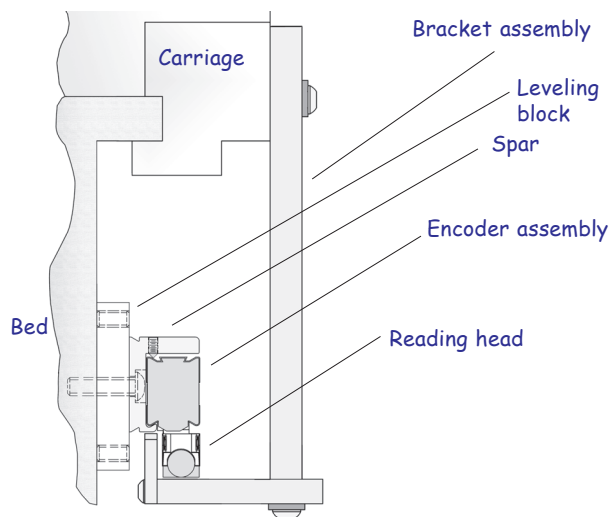 Bracket assembly
Carriage
Leveling
block
Spar
Encoder assembly
Bed
Reading head